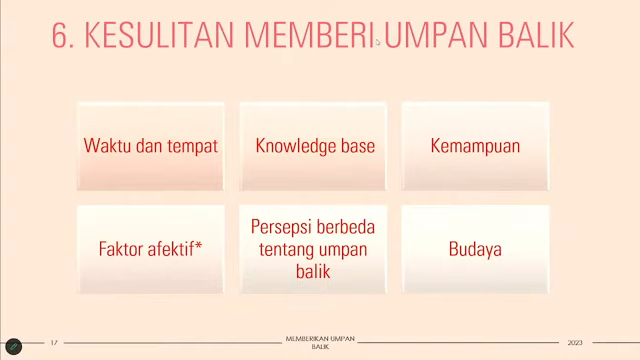 6. KESULITAN MEMBERI UMPAN BALIK
Waktu dan tempat
Knowledge base
Kemampuan
Faktor afektif*
Persepsi berbeda
tentang umpan
balik
Budaya
17
MEMBERIKAN UMPAN
BALIK
2023